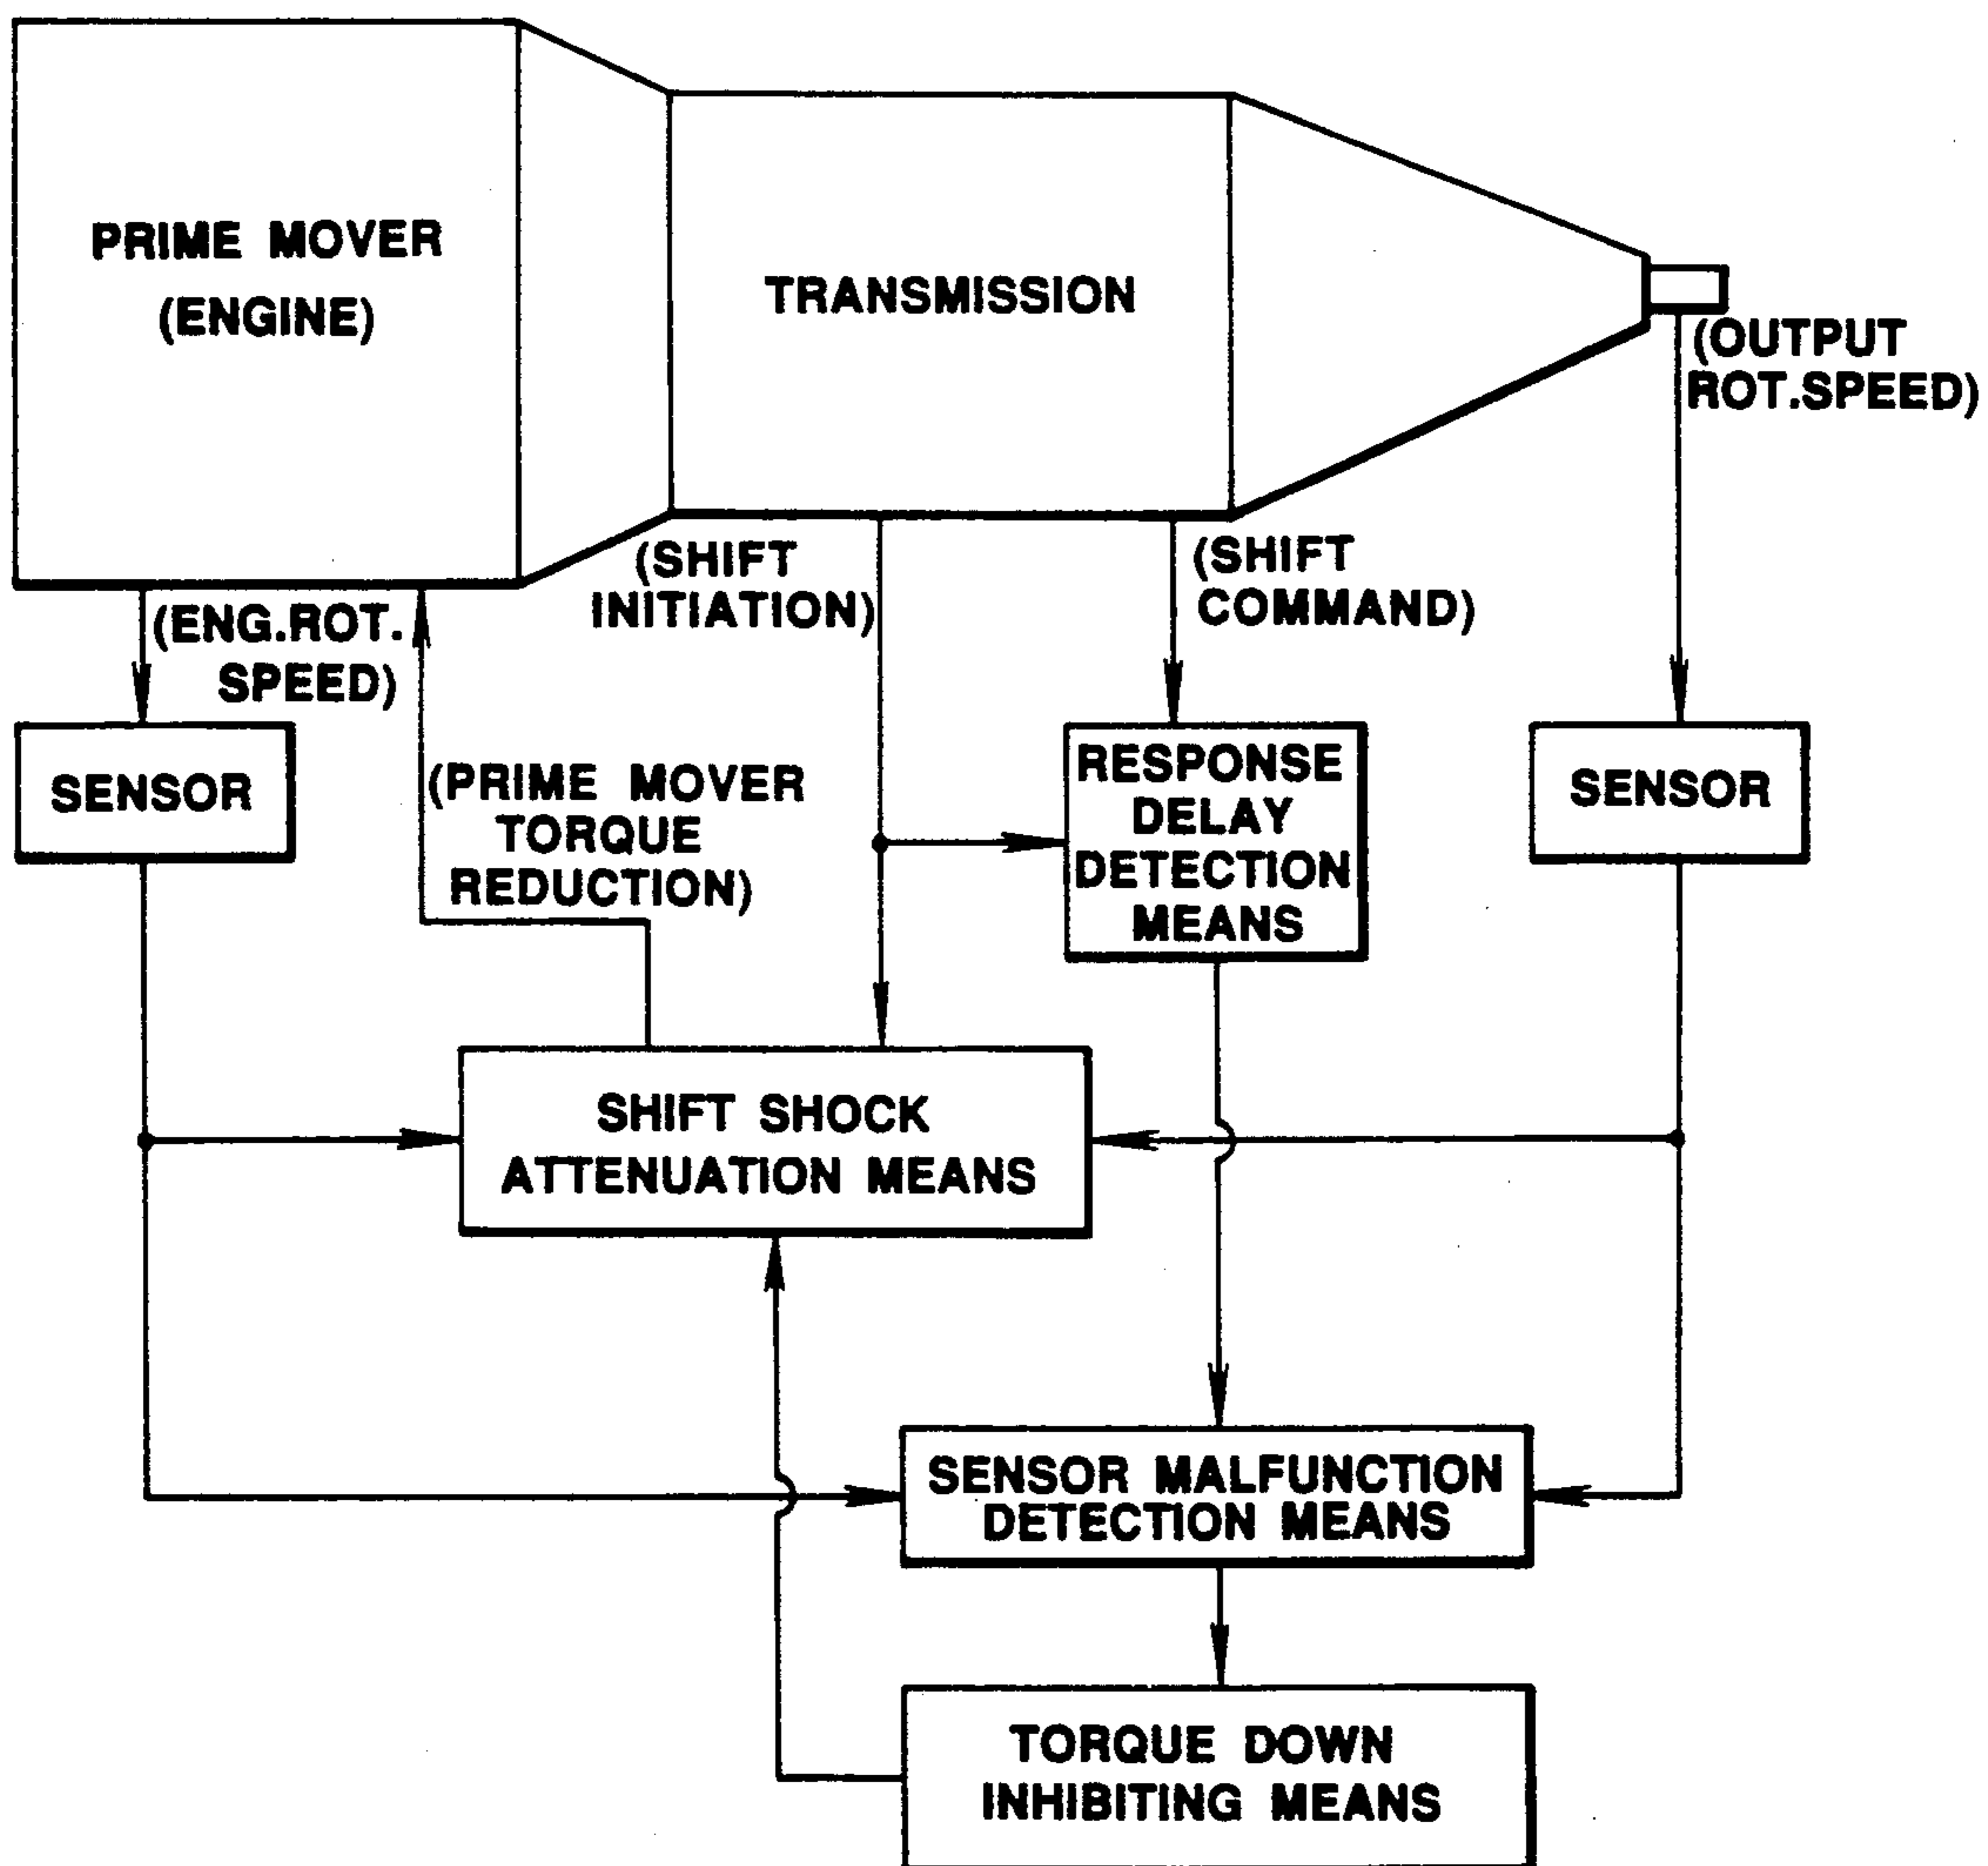 PRIME MOVER
(ENGINE)
TRANSMISSION
(OUTPUT
ROT.SPEED)
(SHIFT
INITIATION)
(SHIFT
COMMAND)
(ENG.ROT.
SPEED)
SENSOR
(PRIME MOVER
TORQUE
REDUCTION)
RESPONSE
DELAY
DETECTION
MEANS
SENSOR
SHIFT SHOCK
ATTENUATION MEANS
SENSOR MALFUNCTION
DETECTION MEANS
TORQUE DOWN
INHIBITING MEANS